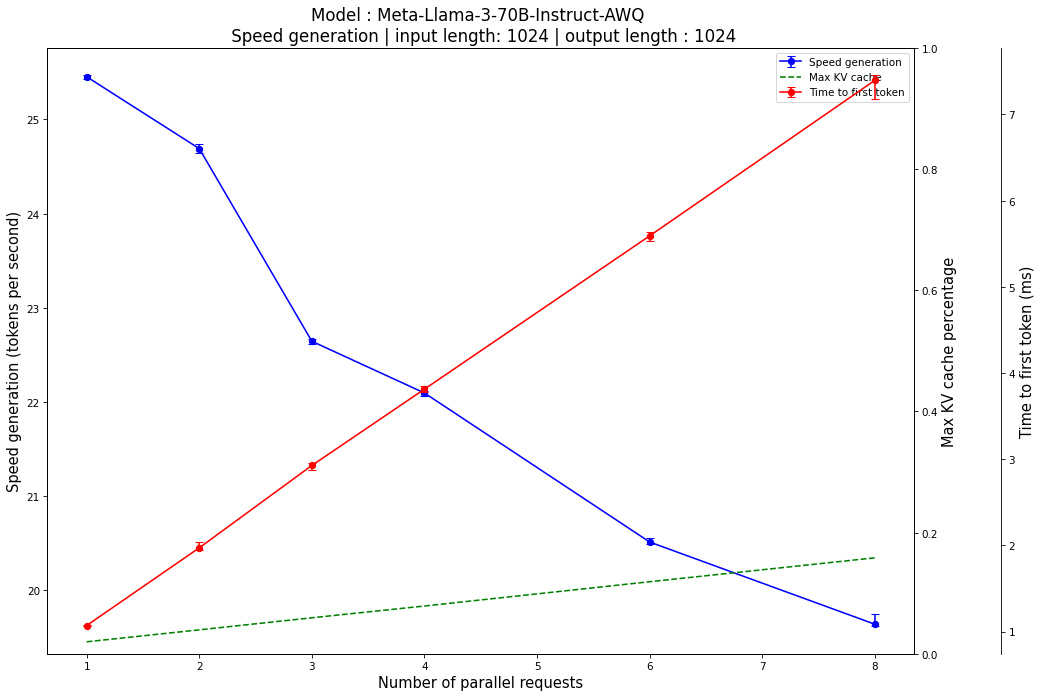 Model : Meta-Llama-3-70B-Instruct-AWQ
Speed generation | input length: 1024 | output length : 1024
Speed generation
Max KV cache
Time to first token
Speed generation (tokens per second)
25
24
23
22
21
20
1.0
0.8
0.6
0.4
0.2
0.0
Max KV cache percentage
7
6
5
4
3
2
1
Time to first token (ms)
1 2 3 4 5 6 7 8
Number of parallel requests